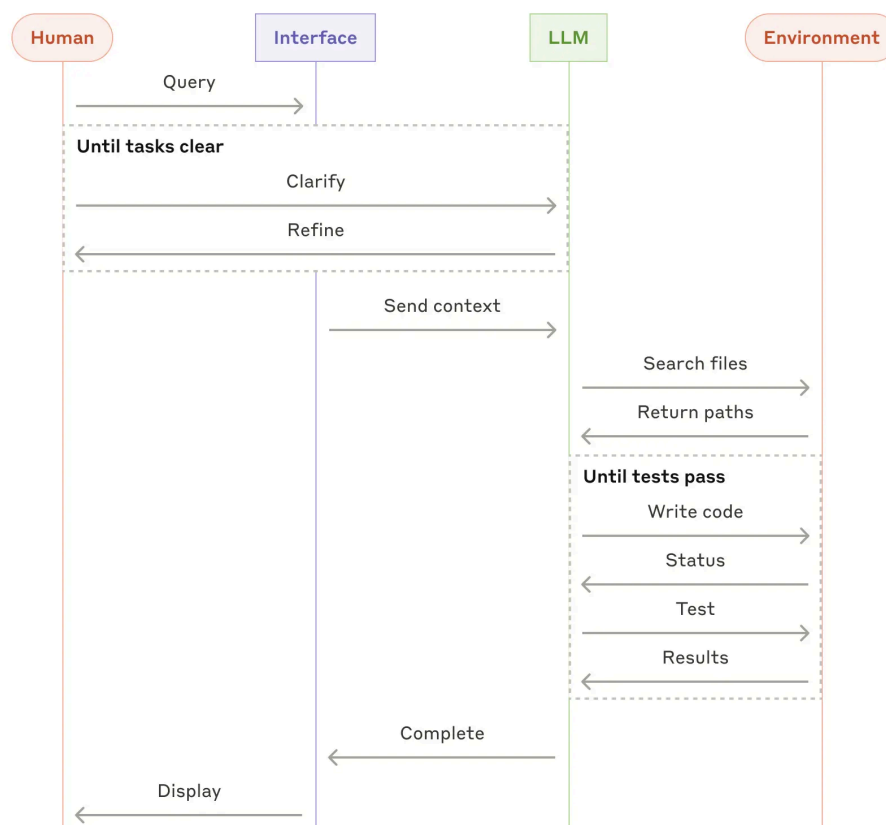 Human
Interface
LLM
Environment
Query
Until tasks clear
Clarify
Refine
Send context
Search files
Return paths
Until tests pass
Write code
Status
Test
Results
Complete
Display